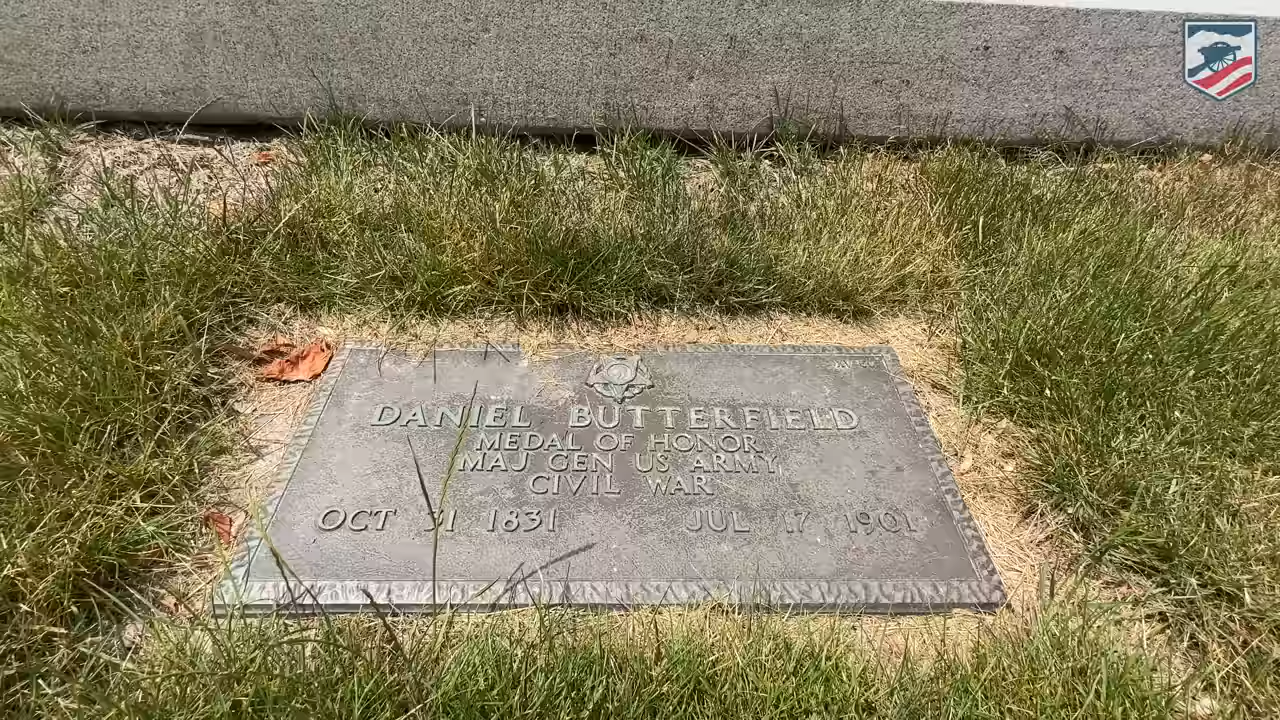 DANIEL BUTTERFIELD
MEDAL OF HONOR
MAJ GEN US ARMY
CIVIL WAR
OCT 31 1831 JUL 17 1901